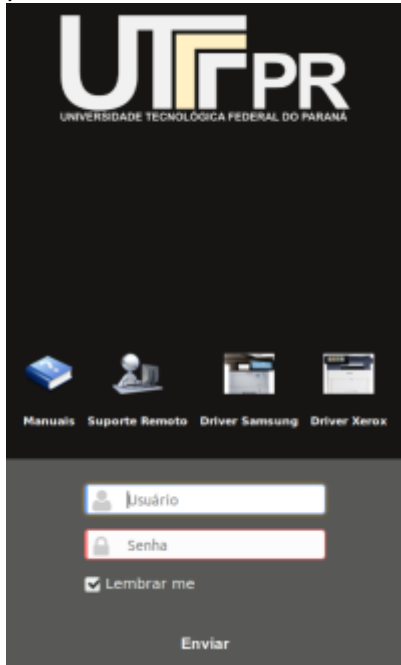 UTFPR
UNIVERSIDADE TECNOLÓGICA FEDERAL DO PARANÁ
Manuais Suporte Remoto Driver Samsung Driver Xerox
Usuário
Senha
Lembrar me
Enviar